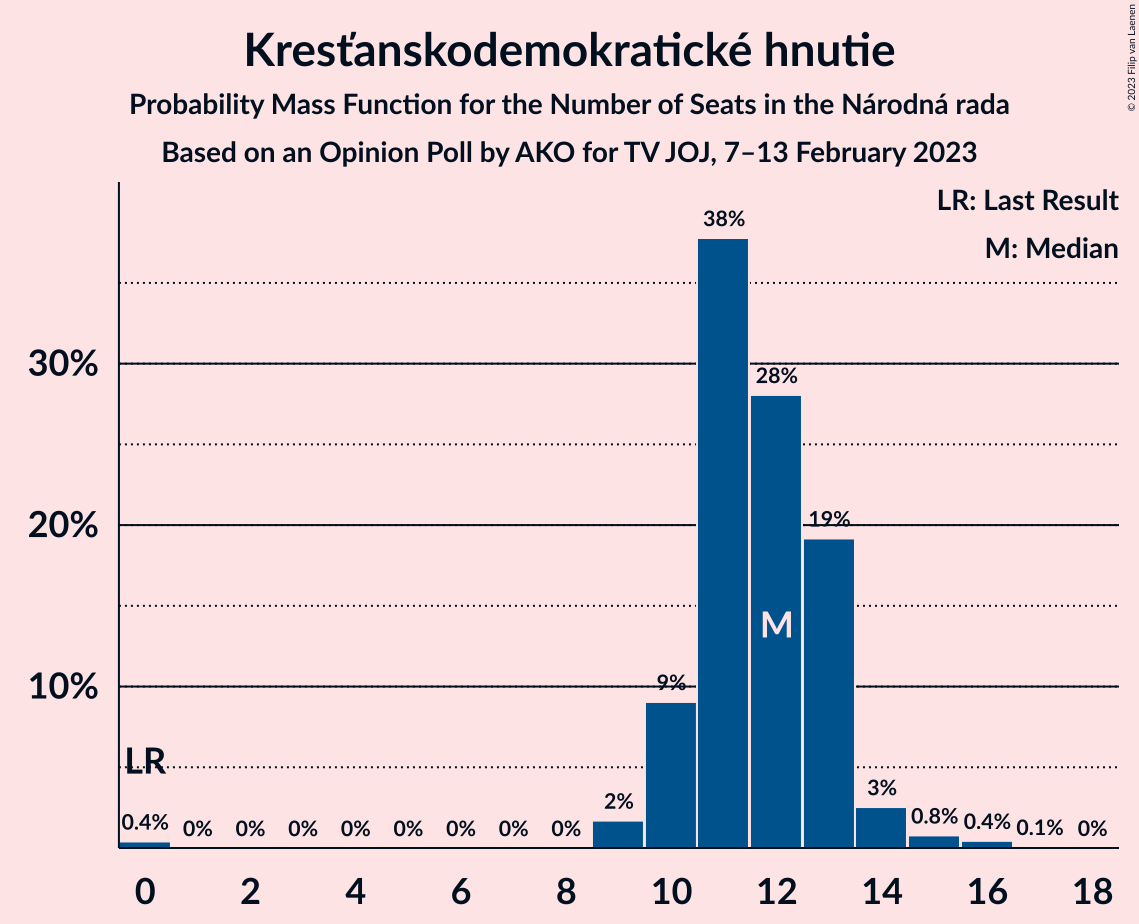 Kresťanskodemokratické hnutie
Probability Mass Function for the Number of Seats in the Národná rada
Based on an Opinion Poll by AKO for TV JOJ, 7–13 February 2023
© 2023 Filip van Laenen
LR: Last Result
M: Median
38%
30%
28%
20%
19%
M
10%
9%
LR
0.4% 0% 0% 0% 0% 0% 0% 0% 0% 2% 3% 0.8% 0.4% 0.1% 0%
0 2 4 6 8 10 12 14 16 18